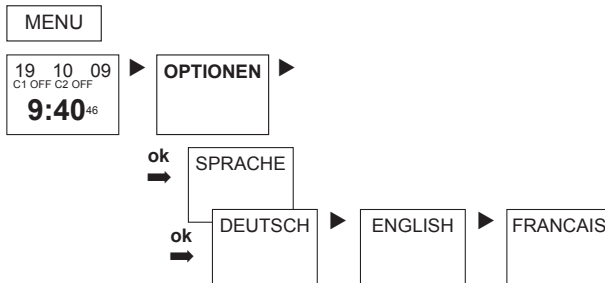 MENU
19 10 09
C1 OFF C2 OFF
9:40 46
OPTIONEN
ok
SPRACHE
ok
DEUTSCH
ENGLISH
FRANCAIS